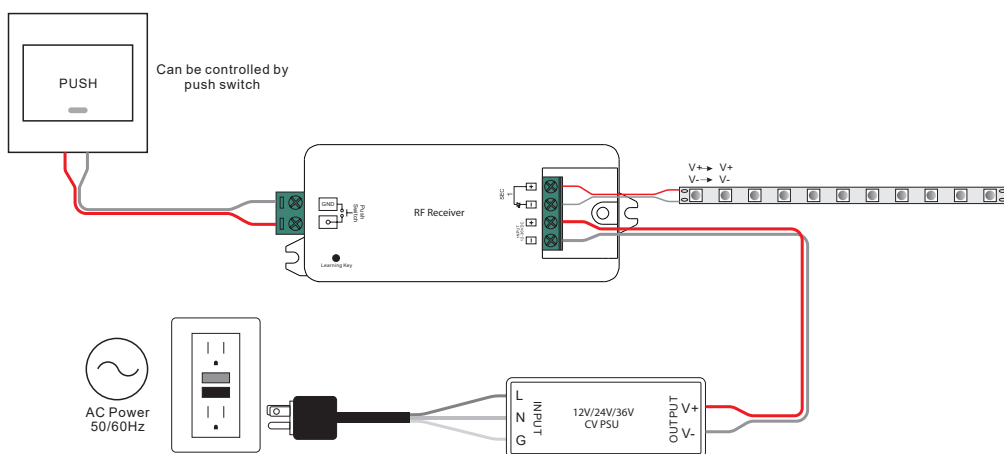 PUSH
Can be controlled by
push switch
GND
Push
Switch
RF Receiver
Learning Key
SEC
1
+
-
+
-
V+ → V+
V- → V-
AC Power
50/60Hz
L
N
G
INPUT
12V/24V/36V
CV PSU
OUTPUT
V+
V-